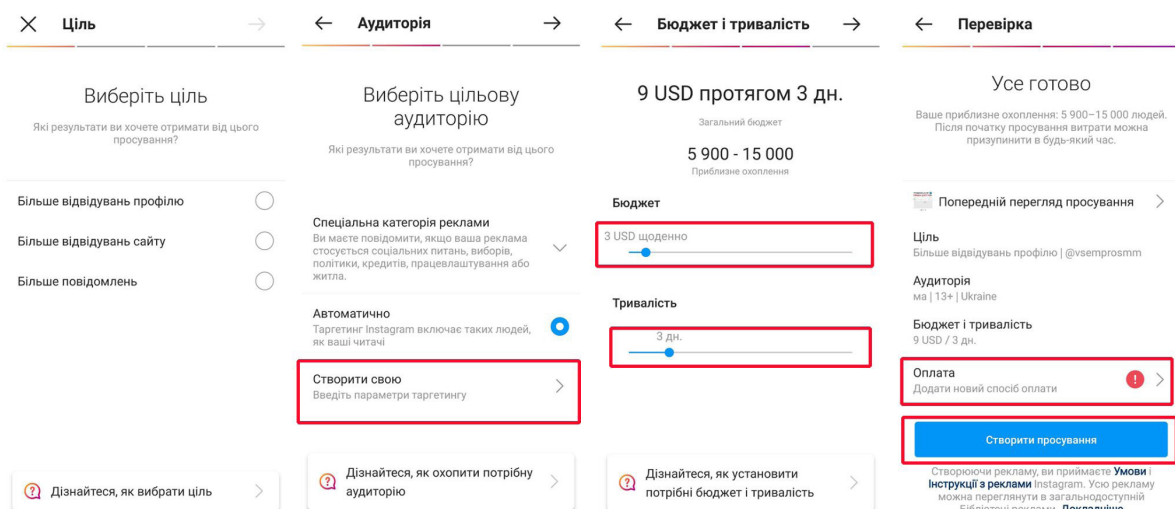 Ціль
Виберіть ціль
Які результати ви хочете отримати від цього
просування?
Більше відвідувань профілю
Більше відвідувань сайту
Більше повідомлень
Дізнайтеся, як вибрати ціль
Аудиторія
Виберіть цільову
аудиторію
Які результати ви хочете отримати від цього
просування?
Спеціальна категорія реклами
Ви маєте повідомити, якщо ваша реклама
стосується соціальних питань, виборів,
політики, кредитів, працевлаштування або
житла.
Автоматично
Таргетинг Instagram включає таких людей,
як ваші читачі
Створити свою
Введіть параметри таргетингу
Дізнайтеся, як охопити потрібну
аудиторію
Бюджет і тривалість
9 USD протягом 3 дн.
Загальний бюджет
5 900 - 15 000
Приблизне охоплення
Бюджет
3 USD щоденно
Тривалість
3 дн.
Дізнайтеся, як установити
потрібні бюджет і тривалість
Перевірка
Усе готово
Ваше приблизне охоплення: 5 900–15 000 людей.
Після початку просування витрати можна
призупинити в будь-який час.
Попередній перегляд просування
Ціль
Більше відвідувань профілю | @vsemprosmm
Аудиторія
ма | 13+ | Ukraine
Бюджет і тривалість
9 USD / 3 дн.
Оплата
Додати новий спосіб оплати
Створити просування
Створюючи рекламу, ви приймаєте Умови і
Інструкції з реклами Instagram. Усю рекламу
можна переглянути в загальнодоступній
Бібліотеці реклами. Докладніше